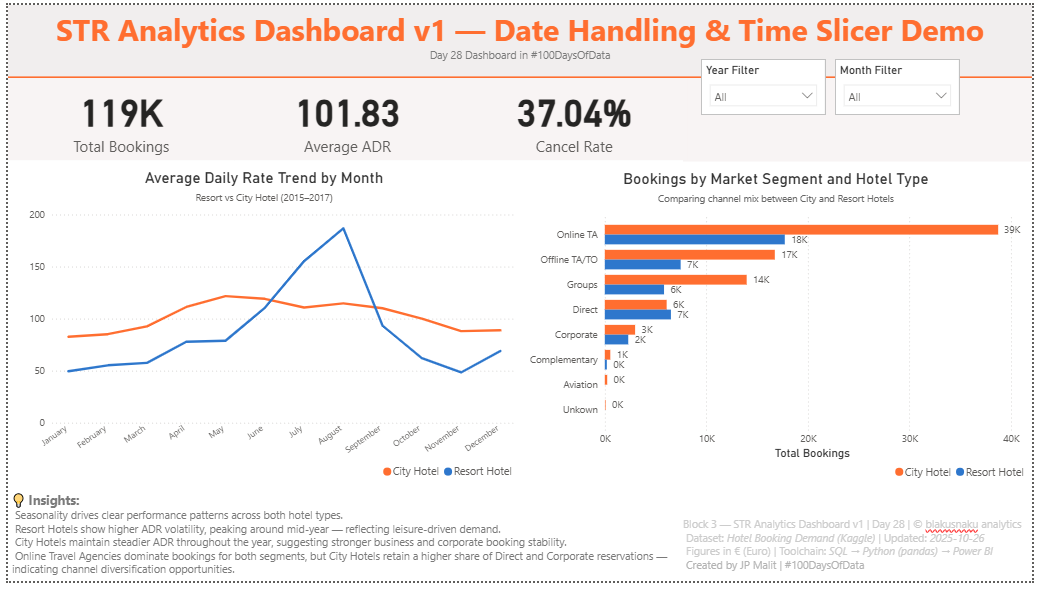 STR Analytics Dashboard v1 — Date Handling & Time Slicer Demo
Day 28 Dashboard in #100DaysOfData
Year Filter
All
Month Filter
All
119K
Total Bookings
101.83
Average ADR
37.04%
Cancel Rate
Average Daily Rate Trend by Month
Resort vs City Hotel (2015–2017)
200
150
100
50
0
January
February
March
April
May
June
July
August
September
October
November
December
City Hotel
Resort Hotel
Bookings by Market Segment and Hotel Type
Comparing channel mix between City and Resort Hotels
Online TA
39K
18K
Offline TA/TO
17K
7K
Groups
14K
6K
Direct
6K
7K
Corporate
3K
2K
Complementary
1K
0K
Aviation
0K
Unkown
0K
0K
10K
20K
30K
40K
Total Bookings
City Hotel
Resort Hotel
Insights:
Seasonality drives clear performance patterns across both hotel types.
Resort Hotels show higher ADR volatility, peaking around mid-year — reflecting leisure-driven demand.
City Hotels maintain steadier ADR throughout the year, suggesting stronger business and corporate booking stability.
Online Travel Agencies dominate bookings for both segments, but City Hotels retain a higher share of Direct and Corporate reservations —
indicating channel diversification opportunities.
Block 3 — STR Analytics Dashboard v1 | Day 28 | © blakusnaku analytics
Dataset: Hotel Booking Demand (Kaggle) | Updated: 2025-10-26
Figures in € (Euro) | Toolchain: SQL → Python (pandas) → Power BI
Created by JP Malit | #100DaysOfData